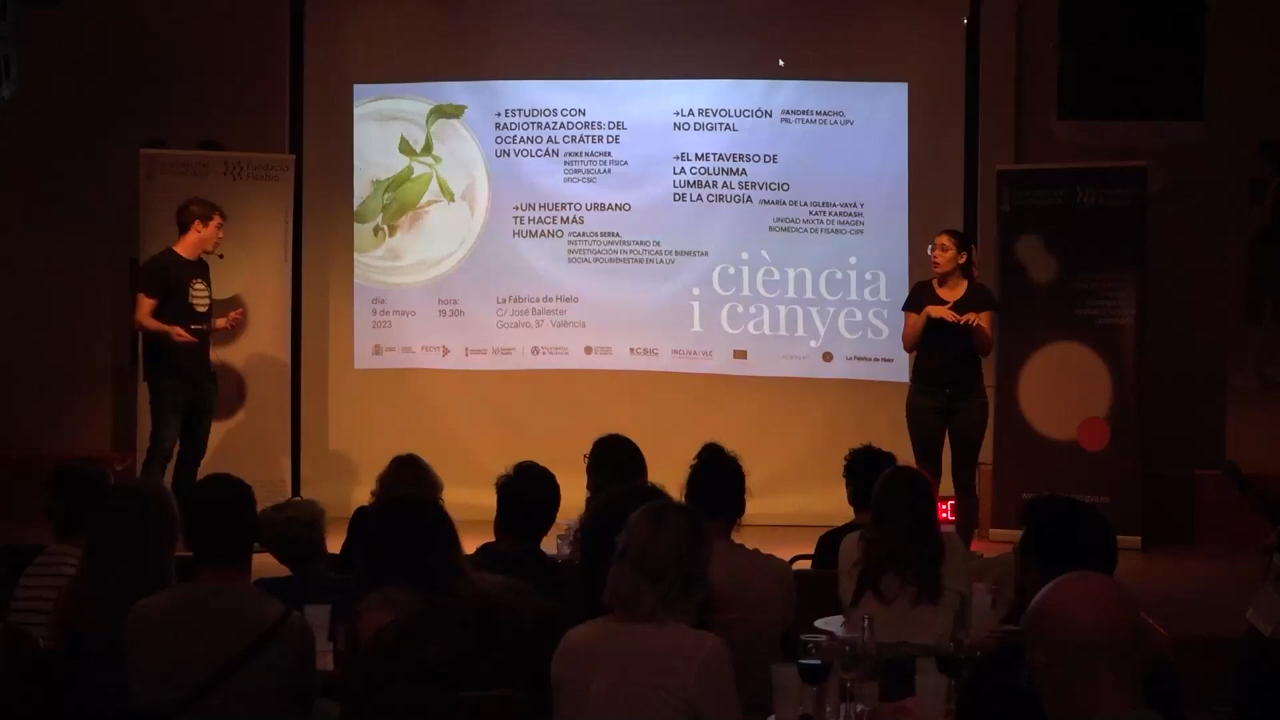 Fundació
Fisabio
→ ESTUDIOS CON
RADIOTRAZADORES: DEL
OCÉANO AL CRÁTER DE
UN VOLCÁN //KIKE NÁCHER,
INSTITUTO DE FÍSICA
CORPUSCULAR
(IFIC)-CSIC
→UN HUERTO URBANO
TE HACE MÁS
HUMANO //CARLOS SERRA,
INSTITUTO UNIVERSITARIO DE
INVESTIGACIÓN EN POLÍTICAS DE BIENESTAR
SOCIAL (POLIBIENESTAR) EN LA UV
→LA REVOLUCIÓN
NO DIGITAL //ANDRÉS MACHO,
PBL-ITEAM DE LA UPV
→EL METAVERSO DE
LA COLUNMA
LUMBAR AL SERVICIO
DE LA CIRUGÍA //MARÍA DE LA IGLESIA-VAYÁ Y
KATE KARDASH,
UNIDAD MIXTA DE IMAGEN
BIOMÉDICA DE FISABIO-CIPF
ciència
i canyes
día:
9 de mayo
2023
hora:
19.30h
La Fábrica de Hielo
C/ José Ballester
Gozalvo, 37 · València
FECYT
CSIC
INCLIVA VLC
La Fábrica de Hielo